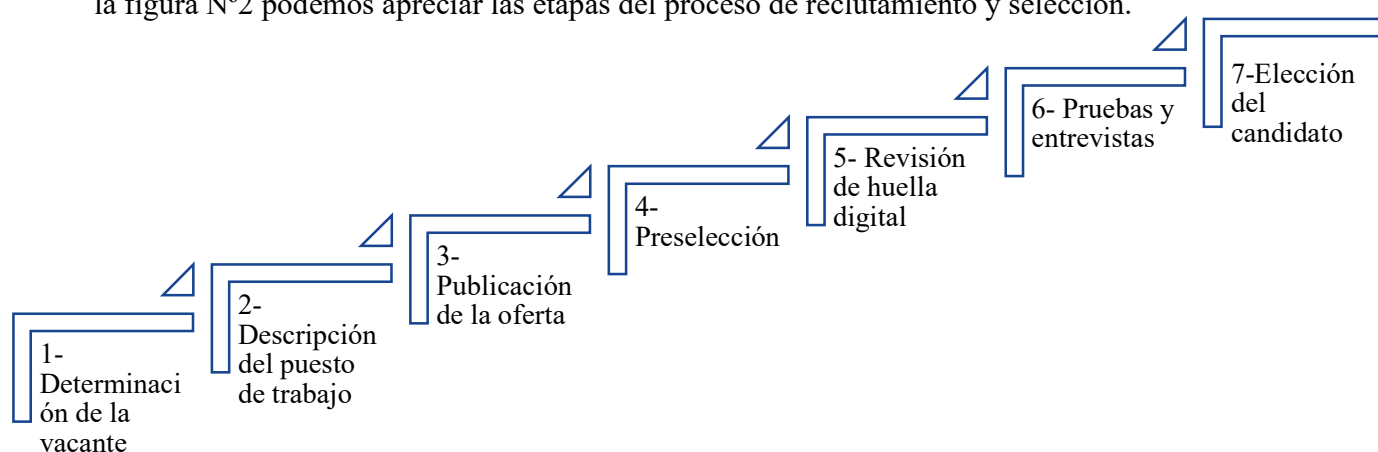 la figura N°2 podemos apreciar las etapas del proceso de reclutamiento y selección.
1-
Determinaci
ón de la
vacante
2-
Descripción
del puesto
de trabajo
3-
Publicación
de la oferta
4-
Preselección
5- Revisión
de huella
digital
6- Pruebas y
entrevistas
7-Elección
del
candidato